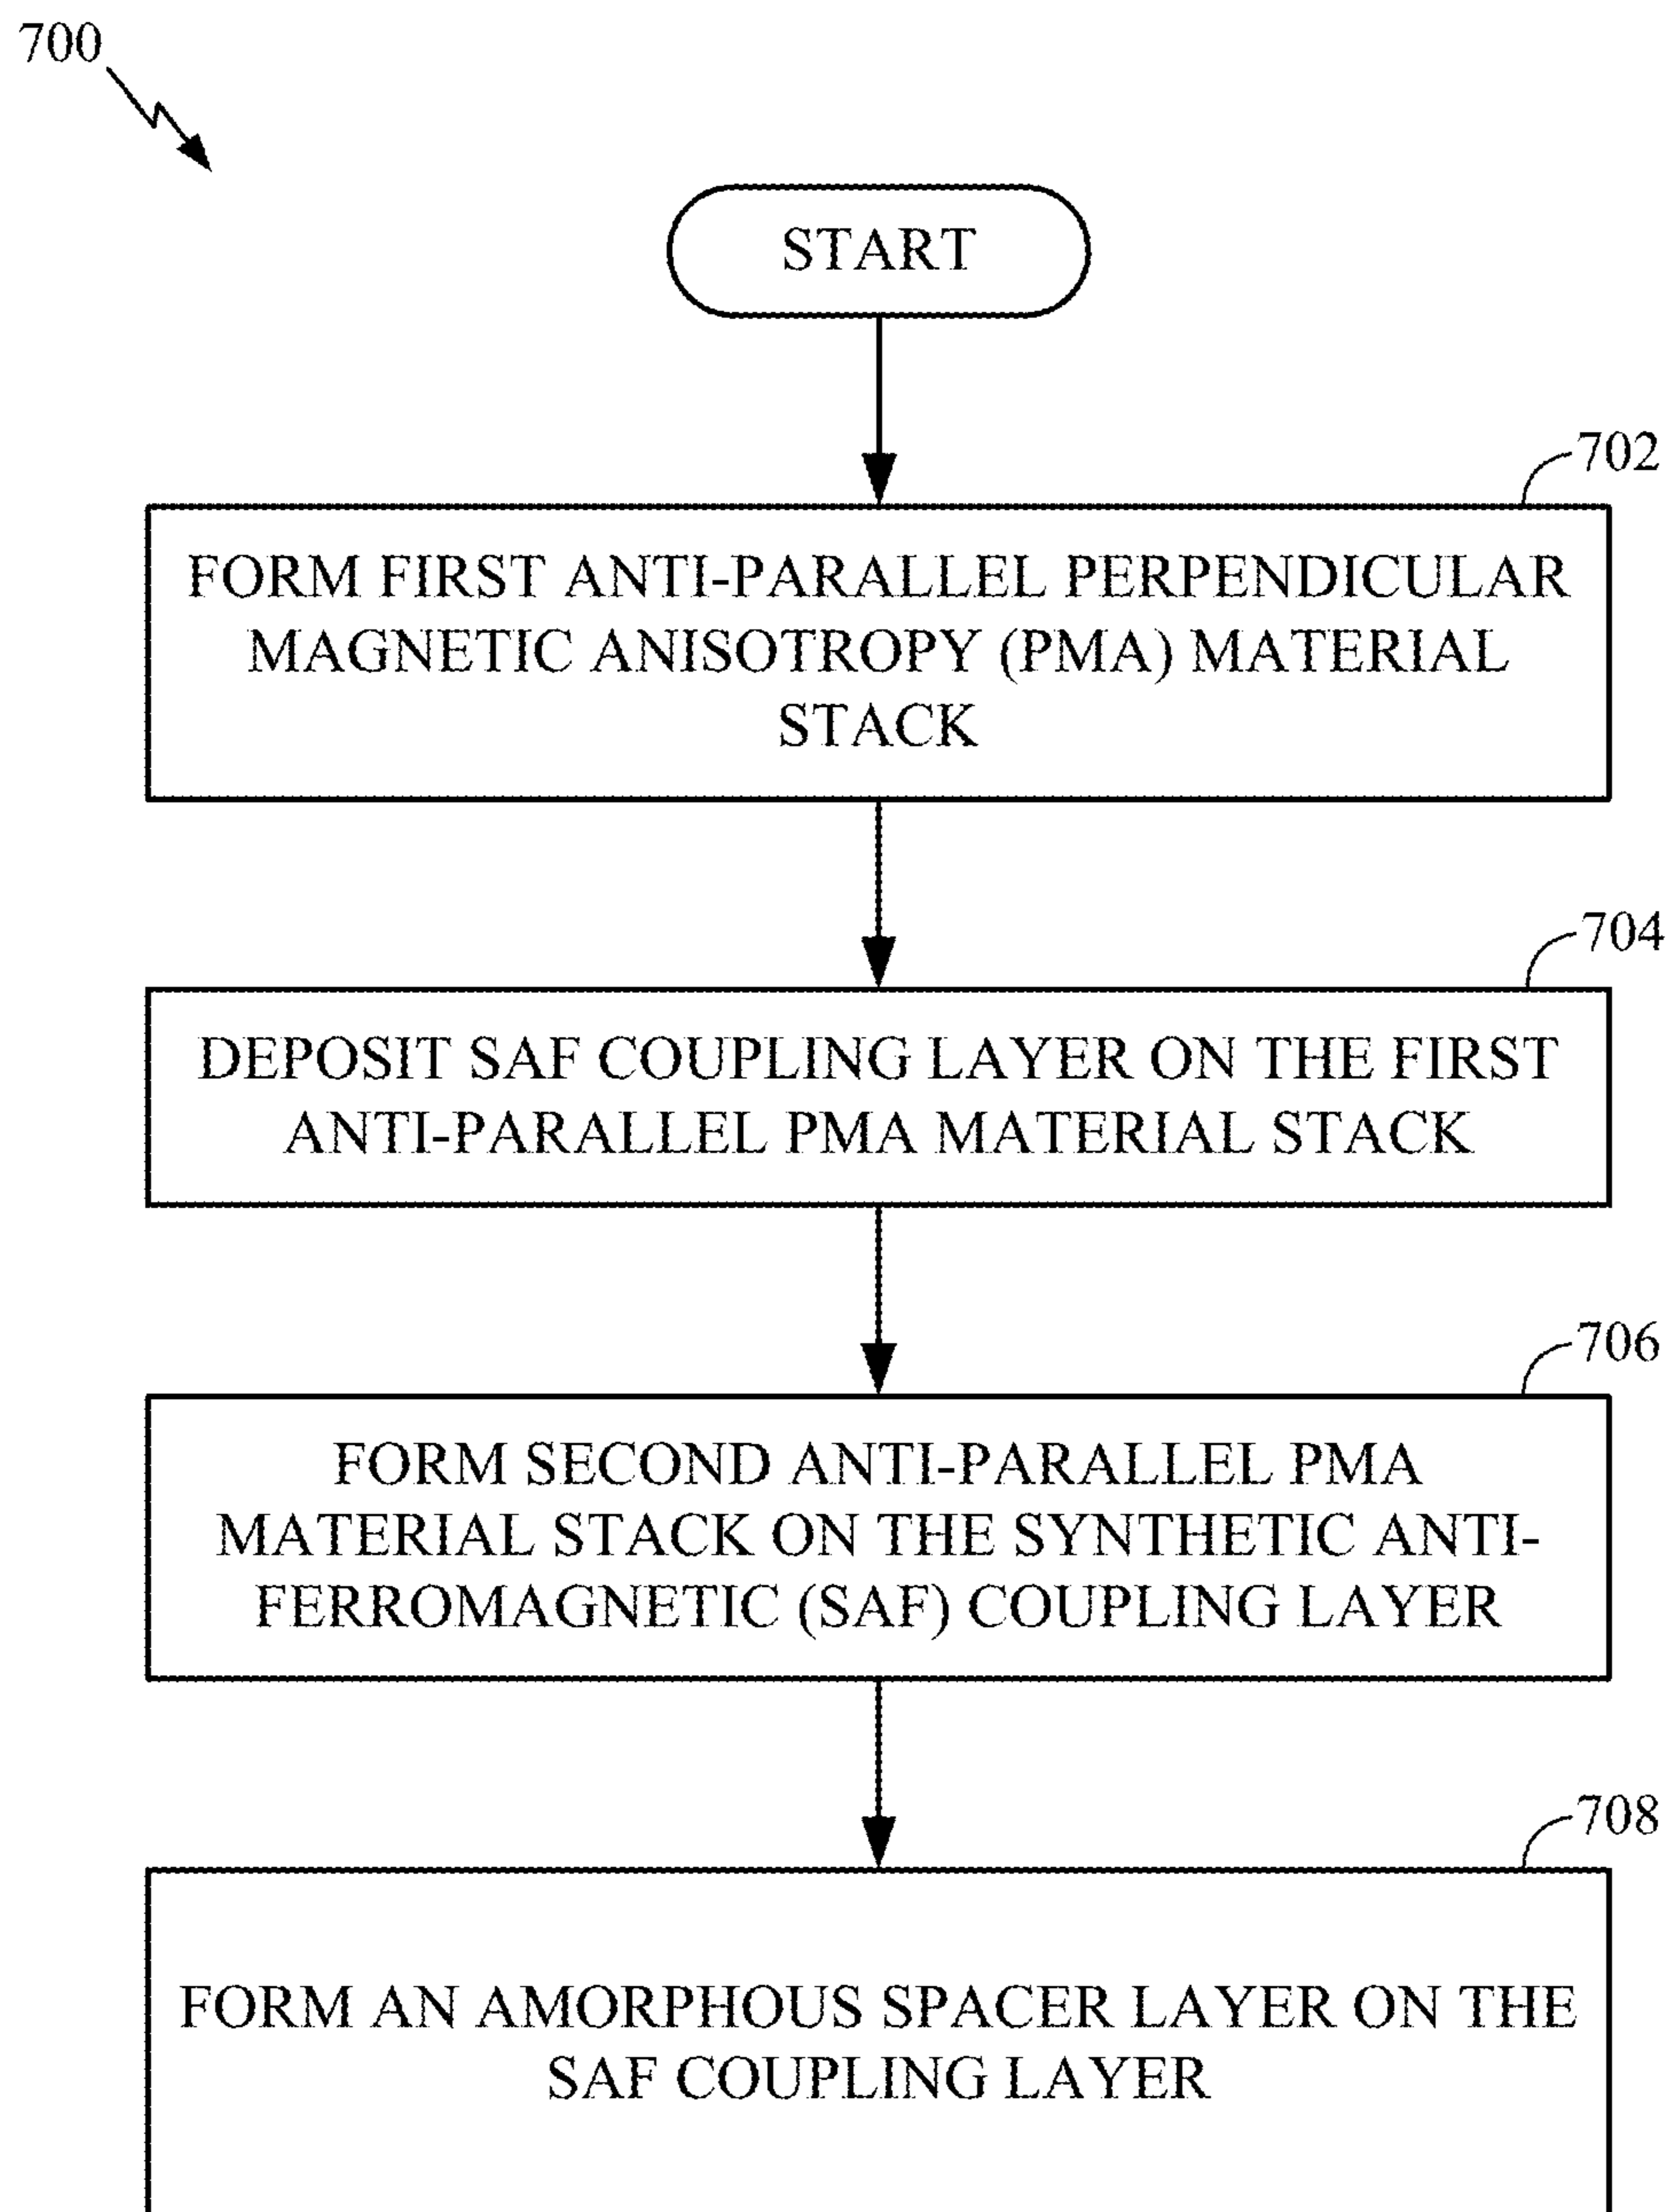 700
START
702
FORM FIRST ANTI-PARALLEL PERPENDICULAR
MAGNETIC ANISOTROPY (PMA) MATERIAL
STACK
704
DEPOSIT SAF COUPLING LAYER ON THE FIRST
ANTI-PARALLEL PMA MATERIAL STACK
706
FORM SECOND ANTI-PARALLEL PMA
MATERIAL STACK ON THE SYNTHETIC ANTI-
FERROMAGNETIC (SAF) COUPLING LAYER
708
FORM AN AMORPHOUS SPACER LAYER ON THE
SAF COUPLING LAYER